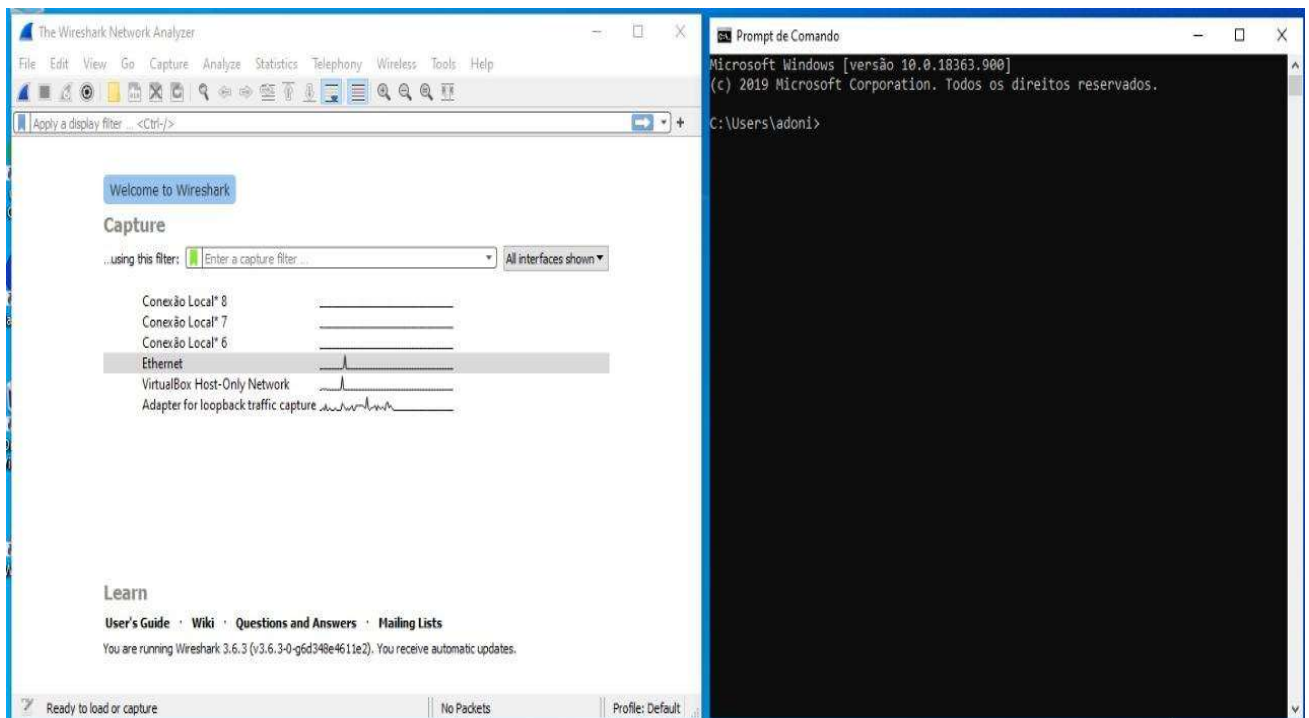 The Wireshark Network Analyzer
File Edit View Go Capture Analyze Statistics Telephony Wireless Tools Help
Apply a display filter ... <Ctrl-/>
Welcome to Wireshark
Capture
...using this filter: Enter a capture filter ... All interfaces shown
Conexão Local* 8
Conexão Local* 7
Conexão Local* 6
Ethernet
VirtualBox Host-Only Network
Adapter for loopback traffic capture
Learn
User's Guide · Wiki · Questions and Answers · Mailing Lists
You are running Wireshark 3.6.3 (v3.6.3-0-g6d348e4611e2). You receive automatic updates.
Ready to load or capture No Packets Profile: Default
Prompt de Comando
Microsoft Windows [versão 10.0.18363.900]
(c) 2019 Microsoft Corporation. Todos os direitos reservados.
C:\Users\adoni>